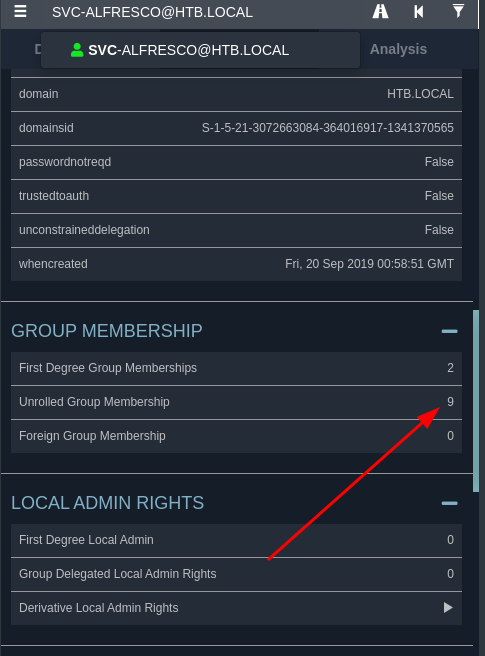 SVC-ALFRESCO@HTB.LOCAL
D
SVC-ALFRESCO@HTB.LOCAL
Analysis
domain HTB.LOCAL
domainsid S-1-5-21-3072663084-364016917-1341370565
passwordnotreqd False
trustedtoauth False
unconstraineddelegation False
whencreated Fri, 20 Sep 2019 00:58:51 GMT
GROUP MEMBERSHIP
First Degree Group Memberships 2
Unrolled Group Membership 9
Foreign Group Membership 0
LOCAL ADMIN RIGHTS
First Degree Local Admin 0
Group Delegated Local Admin Rights 0
Derivative Local Admin Rights